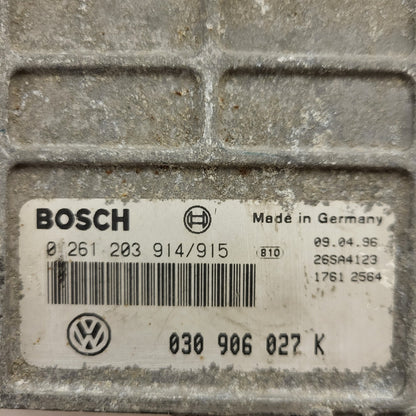 BOSCH Made in Germany
0 261 203 914/915 B10 09.04.96
26SA4123
1761 2564
VW 030 906 027 K